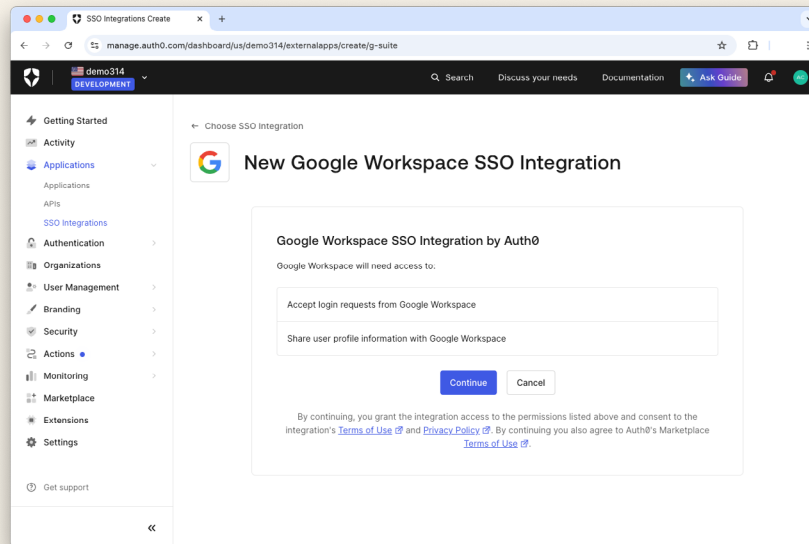 SSO Integrations Create
manage.auth0.com/dashboard/us/demo314/externalapps/create/g-suite
demo314
DEVELOPMENT
Search
Discuss your needs
Documentation
Ask Guide
AC
Getting Started
Activity
Applications
Applications
APIs
SSO Integrations
Authentication
Organizations
User Management
Branding
Security
Actions
Monitoring
Marketplace
Extensions
Settings
Get support
← Choose SSO Integration
New Google Workspace SSO Integration
Google Workspace SSO Integration by Auth0
Google Workspace will need access to:
Accept login requests from Google Workspace
Share user profile information with Google Workspace
Continue
Cancel
By continuing, you grant the integration access to the permissions listed above and consent to the
integration's Terms of Use and Privacy Policy. By continuing you also agree to Auth0's Marketplace
Terms of Use.